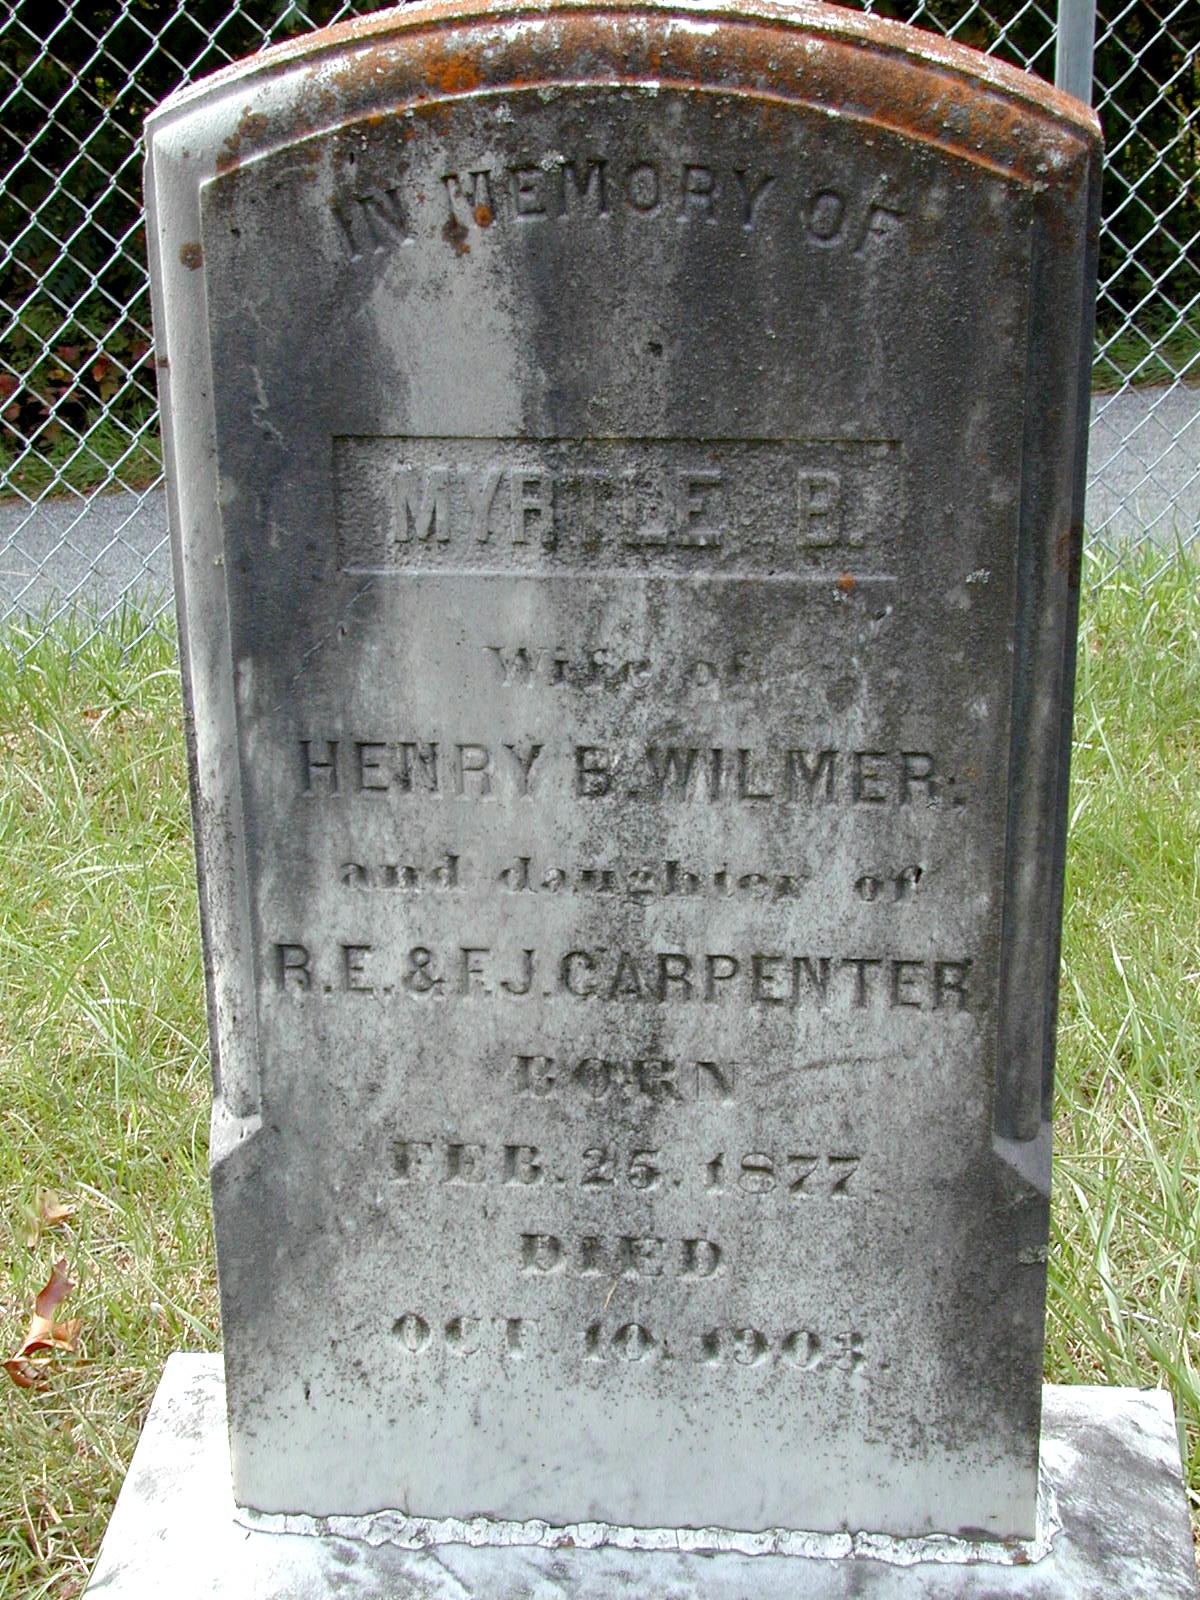 IN MEMORY OF
MYRTLE B.
Wife of
HENRY B. WILMER.
and daughter of
R. E. & F. J. CARPENTER.
BORN
FEB. 25. 1877.
DIED
OCT. 10. 1903.